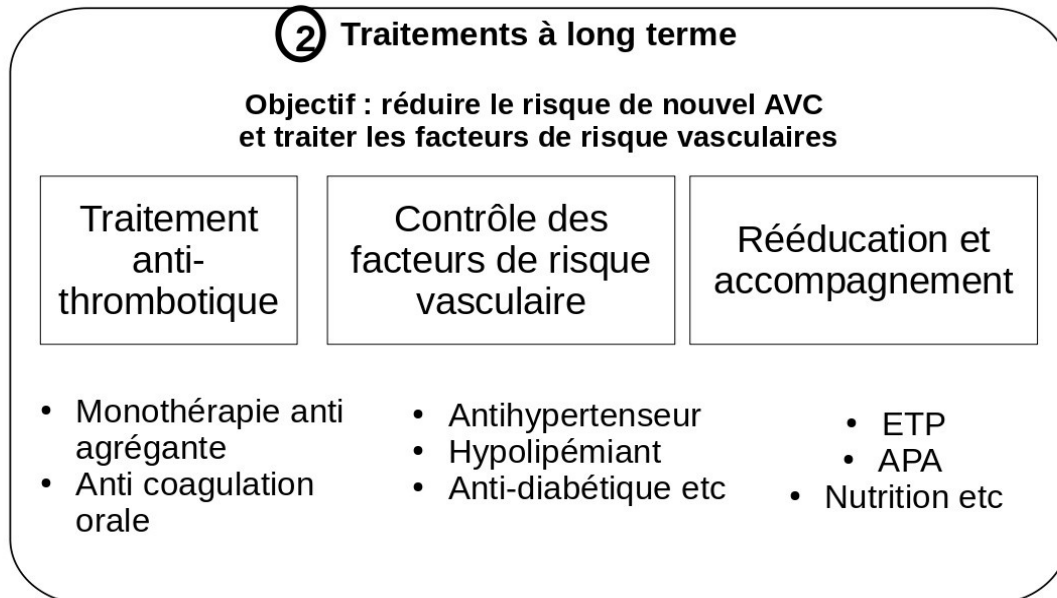 2 Traitements à long terme
Objectif : réduire le risque de nouvel AVC
et traiter les facteurs de risque vasculaires
Traitement
anti-
thrombotique
Contrôle des
facteurs de risque
vasculaire
Rééducation et
accompagnement
• Monothérapie anti
agrégante
• Anti coagulation
orale
• Antihypertenseur
• Hypolipémiant
• Anti-diabétique etc
• ETP
• APA
• Nutrition etc